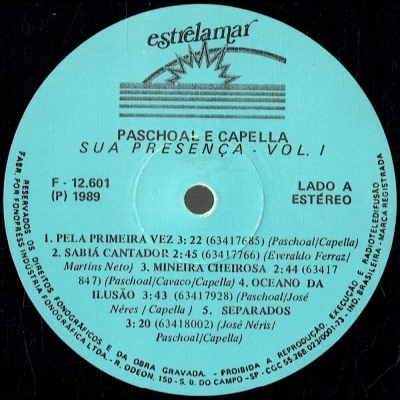 estrelamar
PASCHOAL E CAPELLA
SUA PRESENÇA - VOL. I
F - 12.601
(P) 1989
LADO A
ESTÉREO
1. PELA PRIMEIRA VEZ 3:22 (63417685) (Paschoal/Capella)
2. SABIÁ CANTADOR 2:45 (63417766) (Everaldo Ferraz/
Martins Neto) 3. MINEIRA CHEIROSA 2:44 (63417
847) (Paschoal/Cavaco/Capella) 4. OCEANO DA
ILUSÃO 3:43 (63417928) (Paschoal/José
Néres / Capella) 5. SEPARADOS
3:20 (63418002) (José Néris/
Paschoal/Capella)
RESERVADOS OS DIREITOS FONOGRÁFICOS E DA OBRA GRAVADA. - PROIBIDA A REPRODUÇÃO, EXECUÇÃO E RADIOTELEDIFUSÃO
FABR. POR FONOPRESS INDÚSTRIA FONOGRÁFICA LTDA. - R. ODEON, 150 - S. B. DO CAMPO - SP - CGC 55.268.023/0001-73 - IND. BRASILEIRA - MARCA REGISTRADA